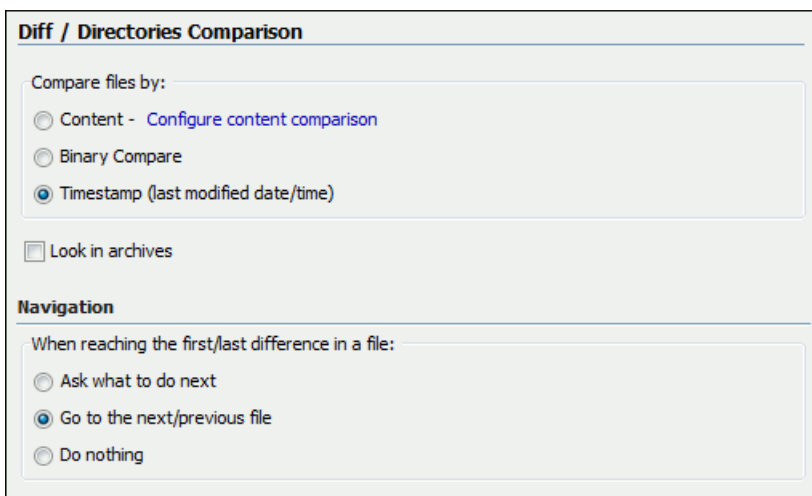 Diff / Directories Comparison
Compare files by:
Content - Configure content comparison
Binary Compare
Timestamp (last modified date/time)
Look in archives
Navigation
When reaching the first/last difference in a file:
Ask what to do next
Go to the next/previous file
Do nothing